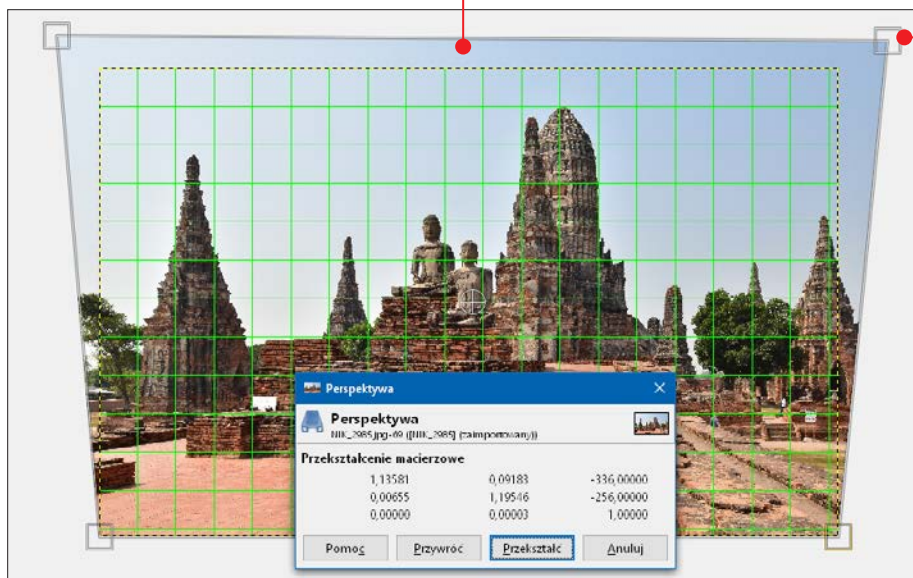 Perspektywa
Perspektywa
NIK_2985.jpg-69 ([NIK_2985] (zaimportowany))
Przekształcenie macierzowe
1,13581 0,09183 -336,00000
0,00655 1,19546 -256,00000
0,00000 0,00003 1,00000
Pomoc Przywróć Przekształć Anuluj